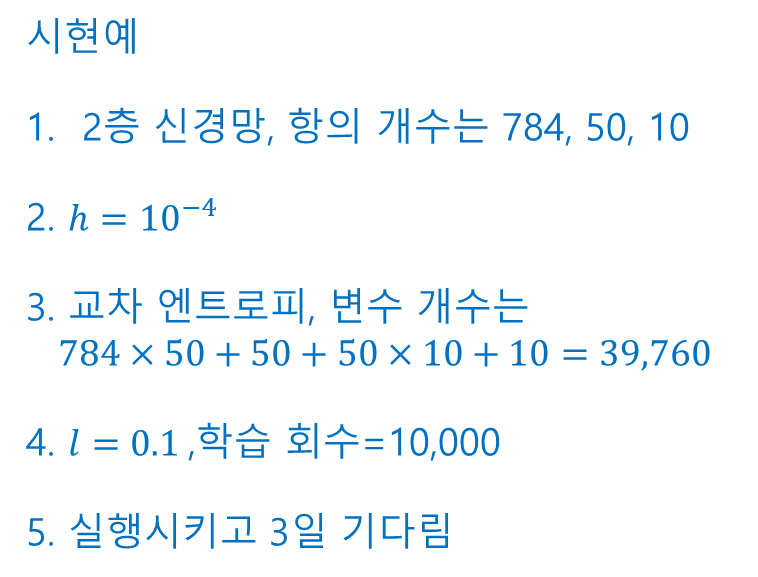 시현예
1. 2층 신경망, 항의 개수는 784, 50, 10
2. h = 10⁻⁴
3. 교차 엔트로피, 변수 개수는
784 × 50 + 50 + 50 × 10 + 10 = 39,760
4. l = 0.1 ,학습 회수=10,000
5. 실행시키고 3일 기다림